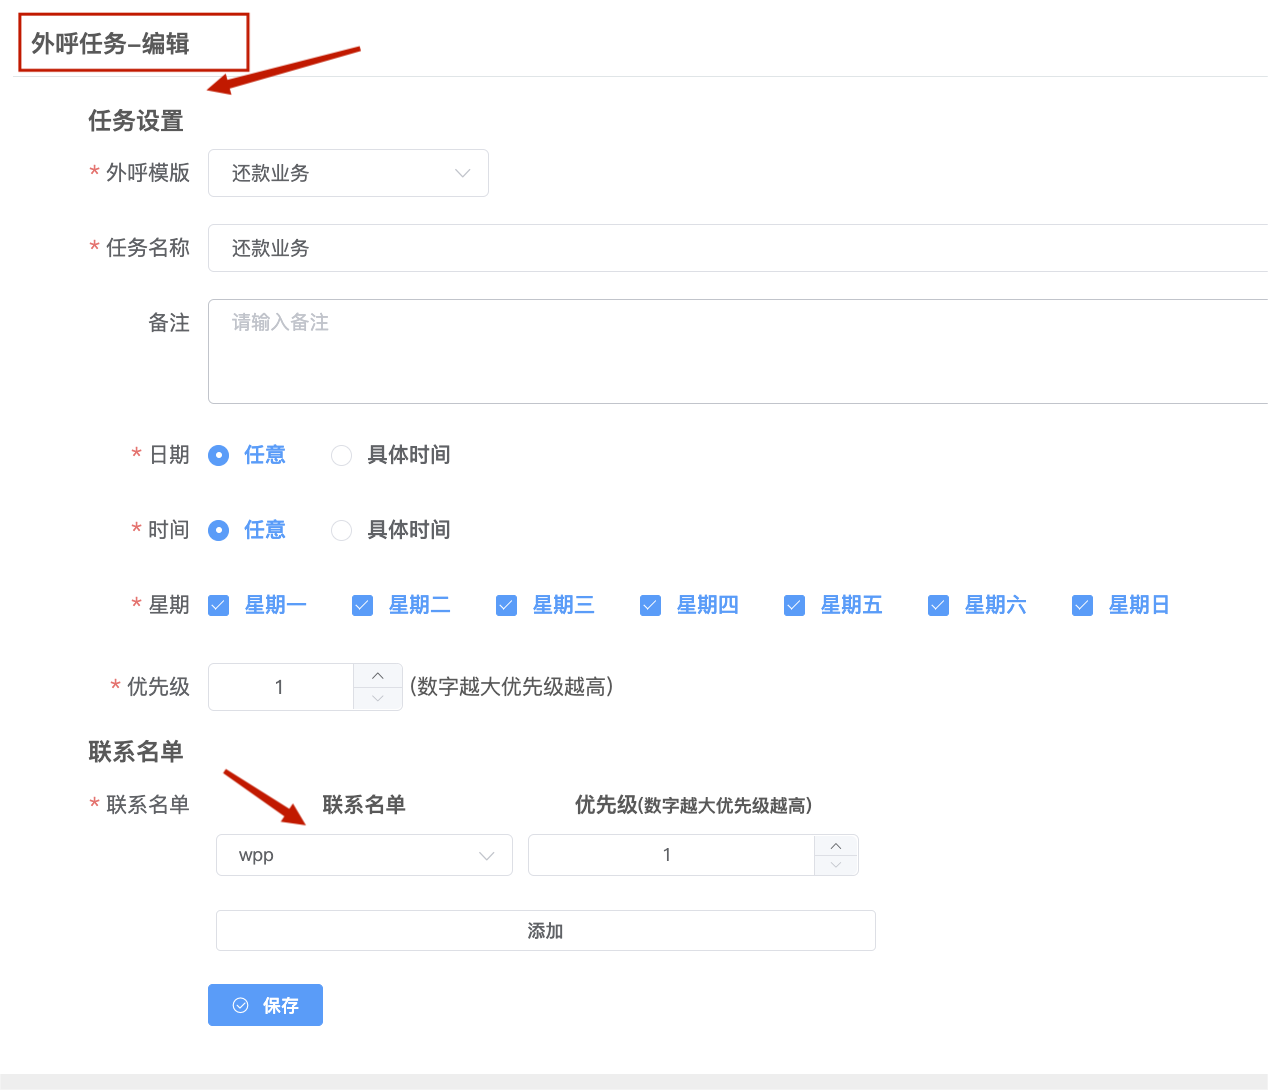 外呼任务-编辑
任务设置
* 外呼模版 还款业务
* 任务名称 还款业务
备注 请输入备注
* 日期 任意 具体时间
* 时间 任意 具体时间
* 星期 星期一 星期二 星期三 星期四 星期五 星期六 星期日
* 优先级 1 (数字越大优先级越高)
联系名单
* 联系名单 联系名单 优先级(数字越大优先级越高)
wpp 1
添加
保存